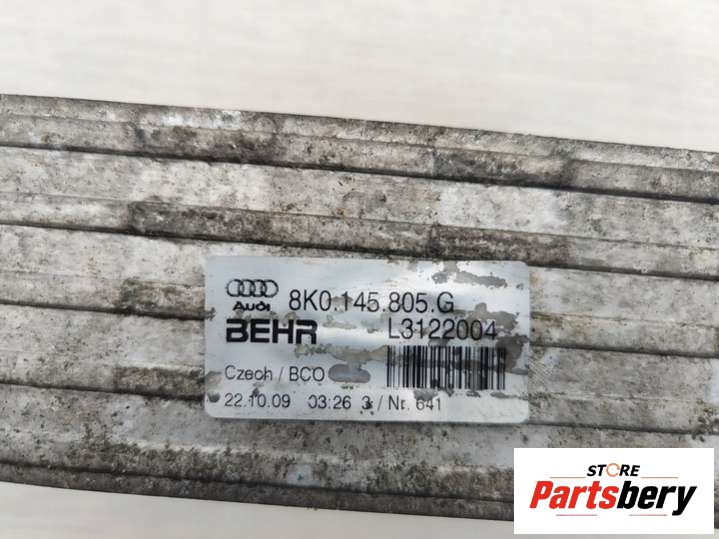 Audi
8K0.145.805.G
BEHR
L3122004
Czech / BCO
22.10.09 03:26 3 / Nr. 641
STORE
Partsbery